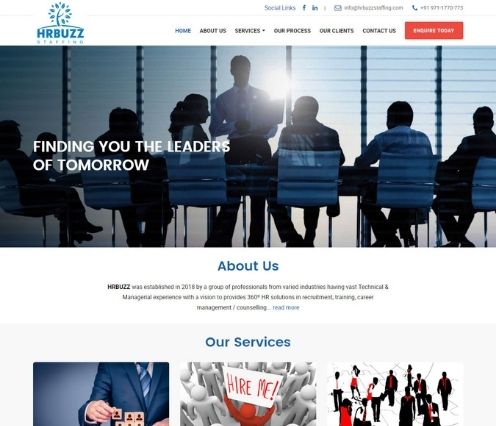 Social Links
info@hrbuzzstaffing.com
+91 971-1770-773
HRBUZZ
STAFFING
HOME ABOUT US SERVICES OUR PROCESS OUR CLIENTS CONTACT US ENQUIRE TODAY
FINDING YOU THE LEADERS
OF TOMORROW
About Us
HRBUZZ was established in 2018 by a group of professionals from varied industries having vast Technical &
Managerial experience with a vision to provides 360º HR solutions in recruitment, training, career
management / counselling... read more
Our Services
HIRE ME!